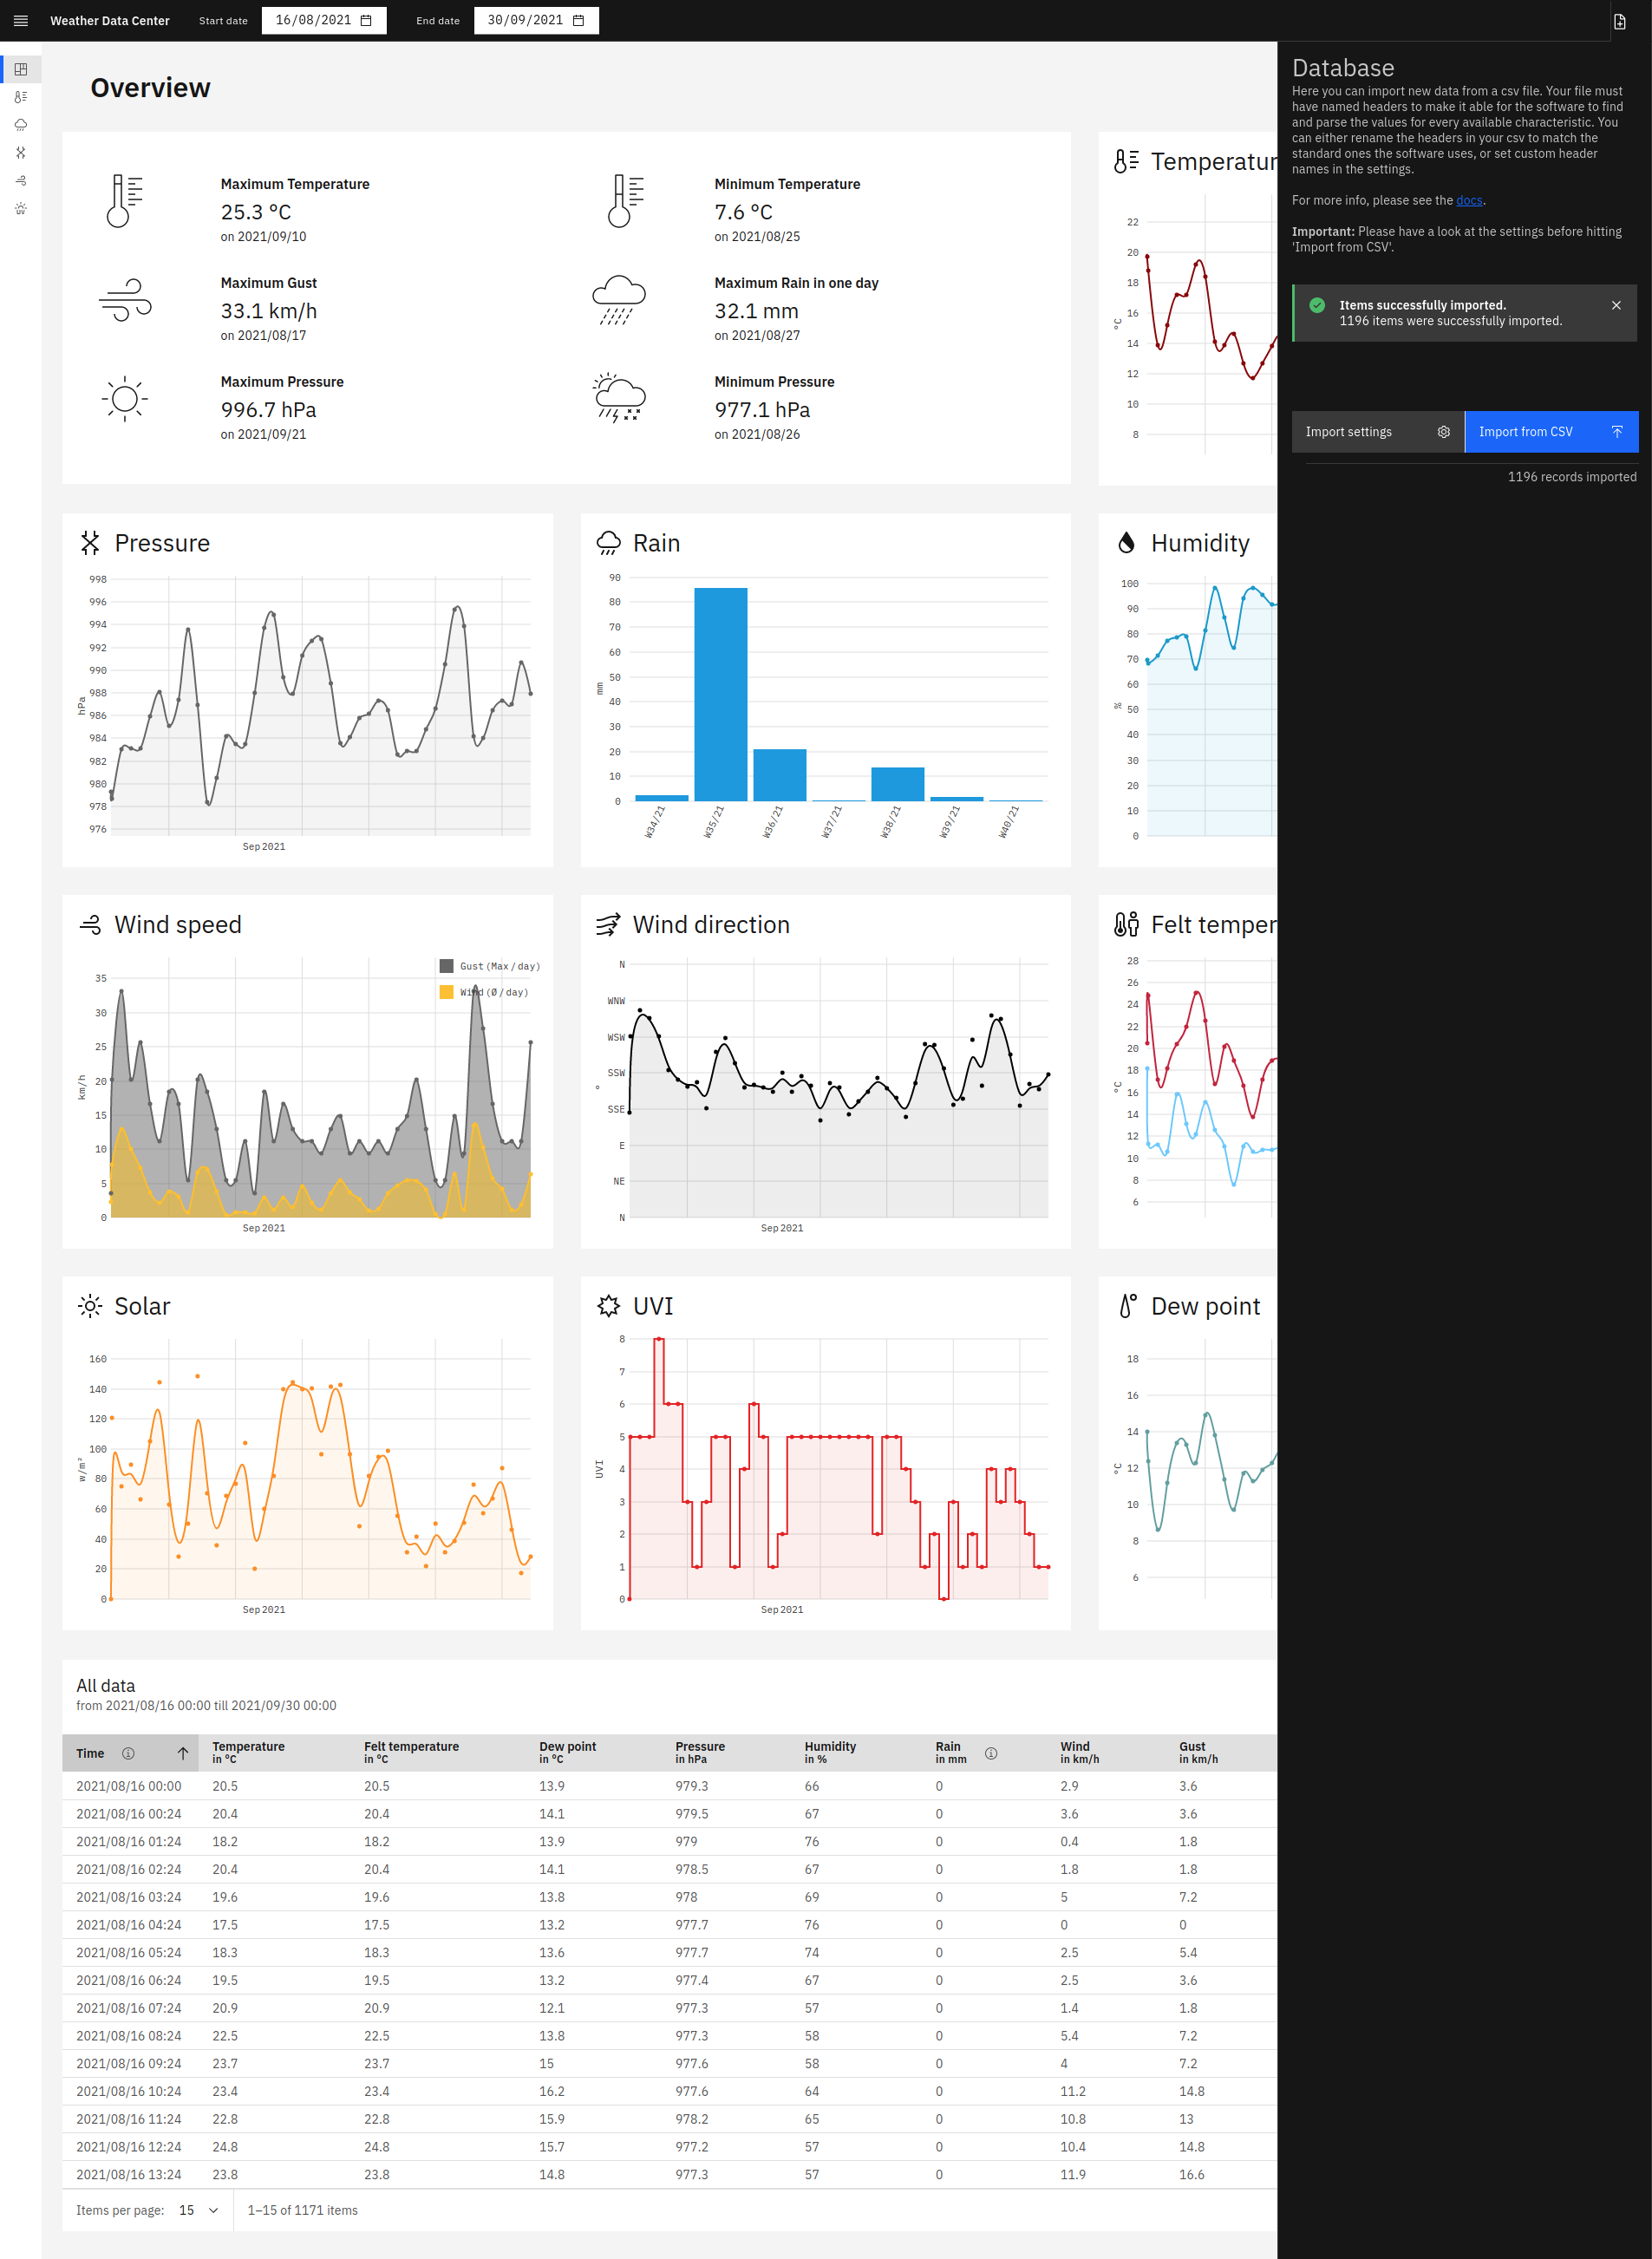 Weather Data Center Start date 16/08/2021 End date 30/09/2021
Overview
Maximum Temperature
25.3 °C
on 2021/09/10
Minimum Temperature
7.6 °C
on 2021/08/25
Maximum Gust
33.1 km/h
on 2021/08/17
Maximum Rain in one day
32.1 mm
on 2021/08/27
Maximum Pressure
996.7 hPa
on 2021/09/21
Minimum Pressure
977.1 hPa
on 2021/08/26
Temperatur
22
20
18
16
14
12
10
8
°C
Pressure
998
996
994
992
990
988
986
984
982
980
978
976
hPa
Sep 2021
Rain
90
80
70
60
50
40
30
20
10
0
mm
W34/21
W35/21
W36/21
W37/21
W38/21
W39/21
W40/21
Humidity
100
90
80
70
60
50
40
30
20
10
0
%
Wind speed
Gust (Max / day)
Wind (Ø / day)
35
30
25
20
15
10
5
0
km/h
Sep 2021
Wind direction
N
WNW
WSW
SSW
SSE
E
NE
N
°
Sep 2021
Felt temper
28
26
24
22
20
18
16
14
12
10
8
6
°C
Solar
160
140
120
100
80
60
40
20
0
w/m²
Sep 2021
UVI
8
7
6
5
4
3
2
1
0
UVI
Sep 2021
Dew point
18
16
14
12
10
8
6
°C
All data
from 2021/08/16 00:00 till 2021/09/30 00:00
Time Temperature Felt temperature Dew point Pressure Humidity Rain Wind Gust
in °C in °C in °C in hPa in % in mm in km/h in km/h
2021/08/16 00:00 20.5 20.5 13.9 979.3 66 0 2.9 3.6
2021/08/16 00:24 20.4 20.4 14.1 979.5 67 0 3.6 3.6
2021/08/16 01:24 18.2 18.2 13.9 979 76 0 0.4 1.8
2021/08/16 02:24 20.4 20.4 14.1 978.5 67 0 1.8 1.8
2021/08/16 03:24 19.6 19.6 13.8 978 69 0 5 7.2
2021/08/16 04:24 17.5 17.5 13.2 977.7 76 0 0 0
2021/08/16 05:24 18.3 18.3 13.6 977.7 74 0 2.5 5.4
2021/08/16 06:24 19.5 19.5 13.2 977.4 67 0 2.5 3.6
2021/08/16 07:24 20.9 20.9 12.1 977.3 57 0 1.4 1.8
2021/08/16 08:24 22.5 22.5 13.8 977.3 58 0 5.4 7.2
2021/08/16 09:24 23.7 23.7 15 977.6 58 0 4 7.2
2021/08/16 10:24 23.4 23.4 16.2 977.6 64 0 11.2 14.8
2021/08/16 11:24 22.8 22.8 15.9 978.2 65 0 10.8 13
2021/08/16 12:24 24.8 24.8 15.7 977.2 57 0 10.4 14.8
2021/08/16 13:24 23.8 23.8 14.8 977.3 57 0 11.9 16.6
Items per page: 15 1–15 of 1171 items
Database
Here you can import new data from a csv file. Your file must
have named headers to make it able for the software to find
and parse the values for every available characteristic. You
can either rename the headers in your csv to match the
standard ones the software uses, or set custom header
names in the settings.
For more info, please see the docs.
Important: Please have a look at the settings before hitting
'Import from CSV'.
Items successfully imported.
1196 items were successfully imported.
Import settings
Import from CSV
1196 records imported